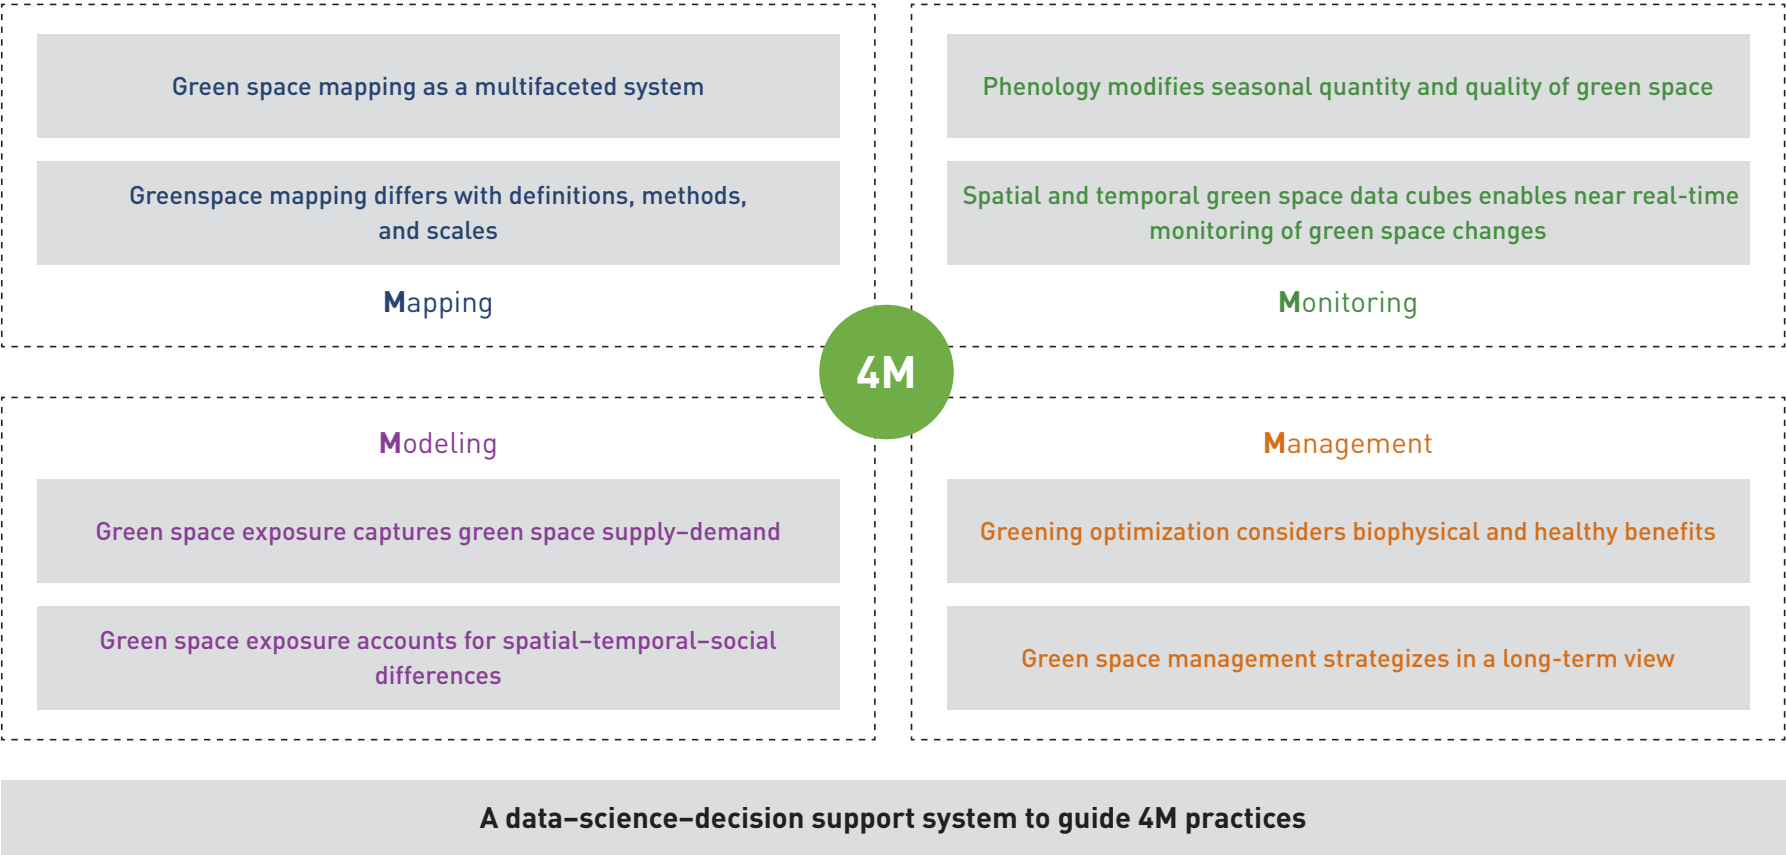 Green space mapping as a multifaceted system
Greenspace mapping differs with definitions, methods,
and scales
Mapping
Phenology modifies seasonal quantity and quality of green space
Spatial and temporal green space data cubes enables near real-time
monitoring of green space changes
Monitoring
4M
Modeling
Green space exposure captures green space supply–demand
Green space exposure accounts for spatial–temporal–social
differences
Management
Greening optimization considers biophysical and healthy benefits
Green space management strategizes in a long-term view
A data–science–decision support system to guide 4M practices